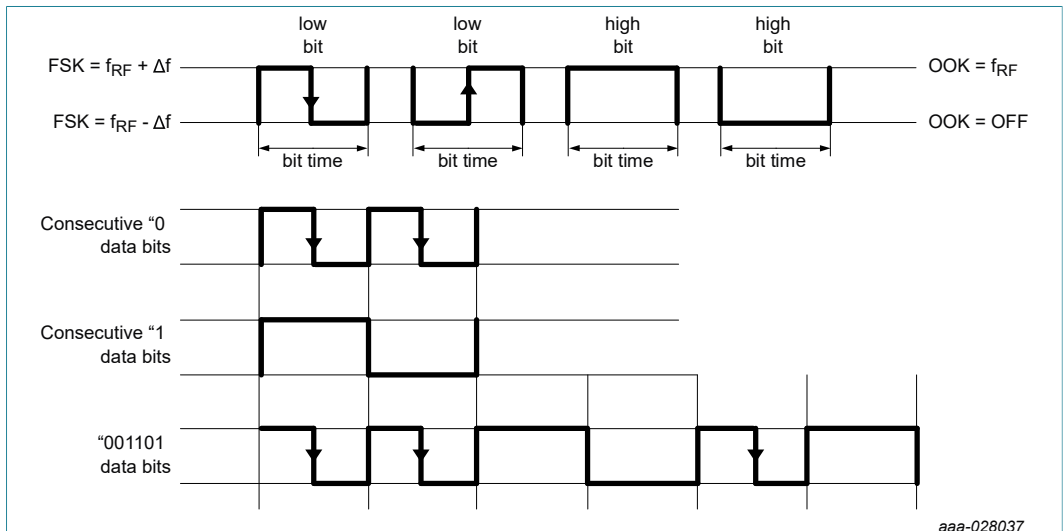 low
bit
low
bit
high
bit
high
bit
FSK = fRF + Δf
OOK = fRF
FSK = fRF - Δf
OOK = OFF
bit time
bit time
bit time
bit time
Consecutive “0
data bits
Consecutive “1
data bits
“001101
data bits
aaa-028037